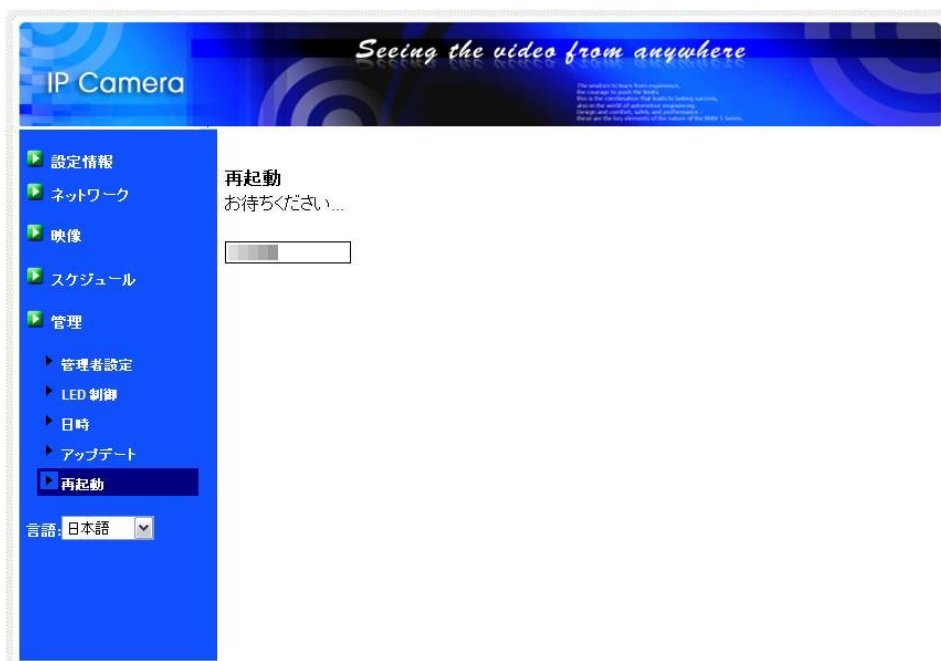 Seeing the video from anywhere
IP Camera
設定情報
ネットワーク
映像
スケジュール
管理
管理者設定
LED 制御
日時
アップデート
再起動
言語: 日本語
再起動
お待ちください...